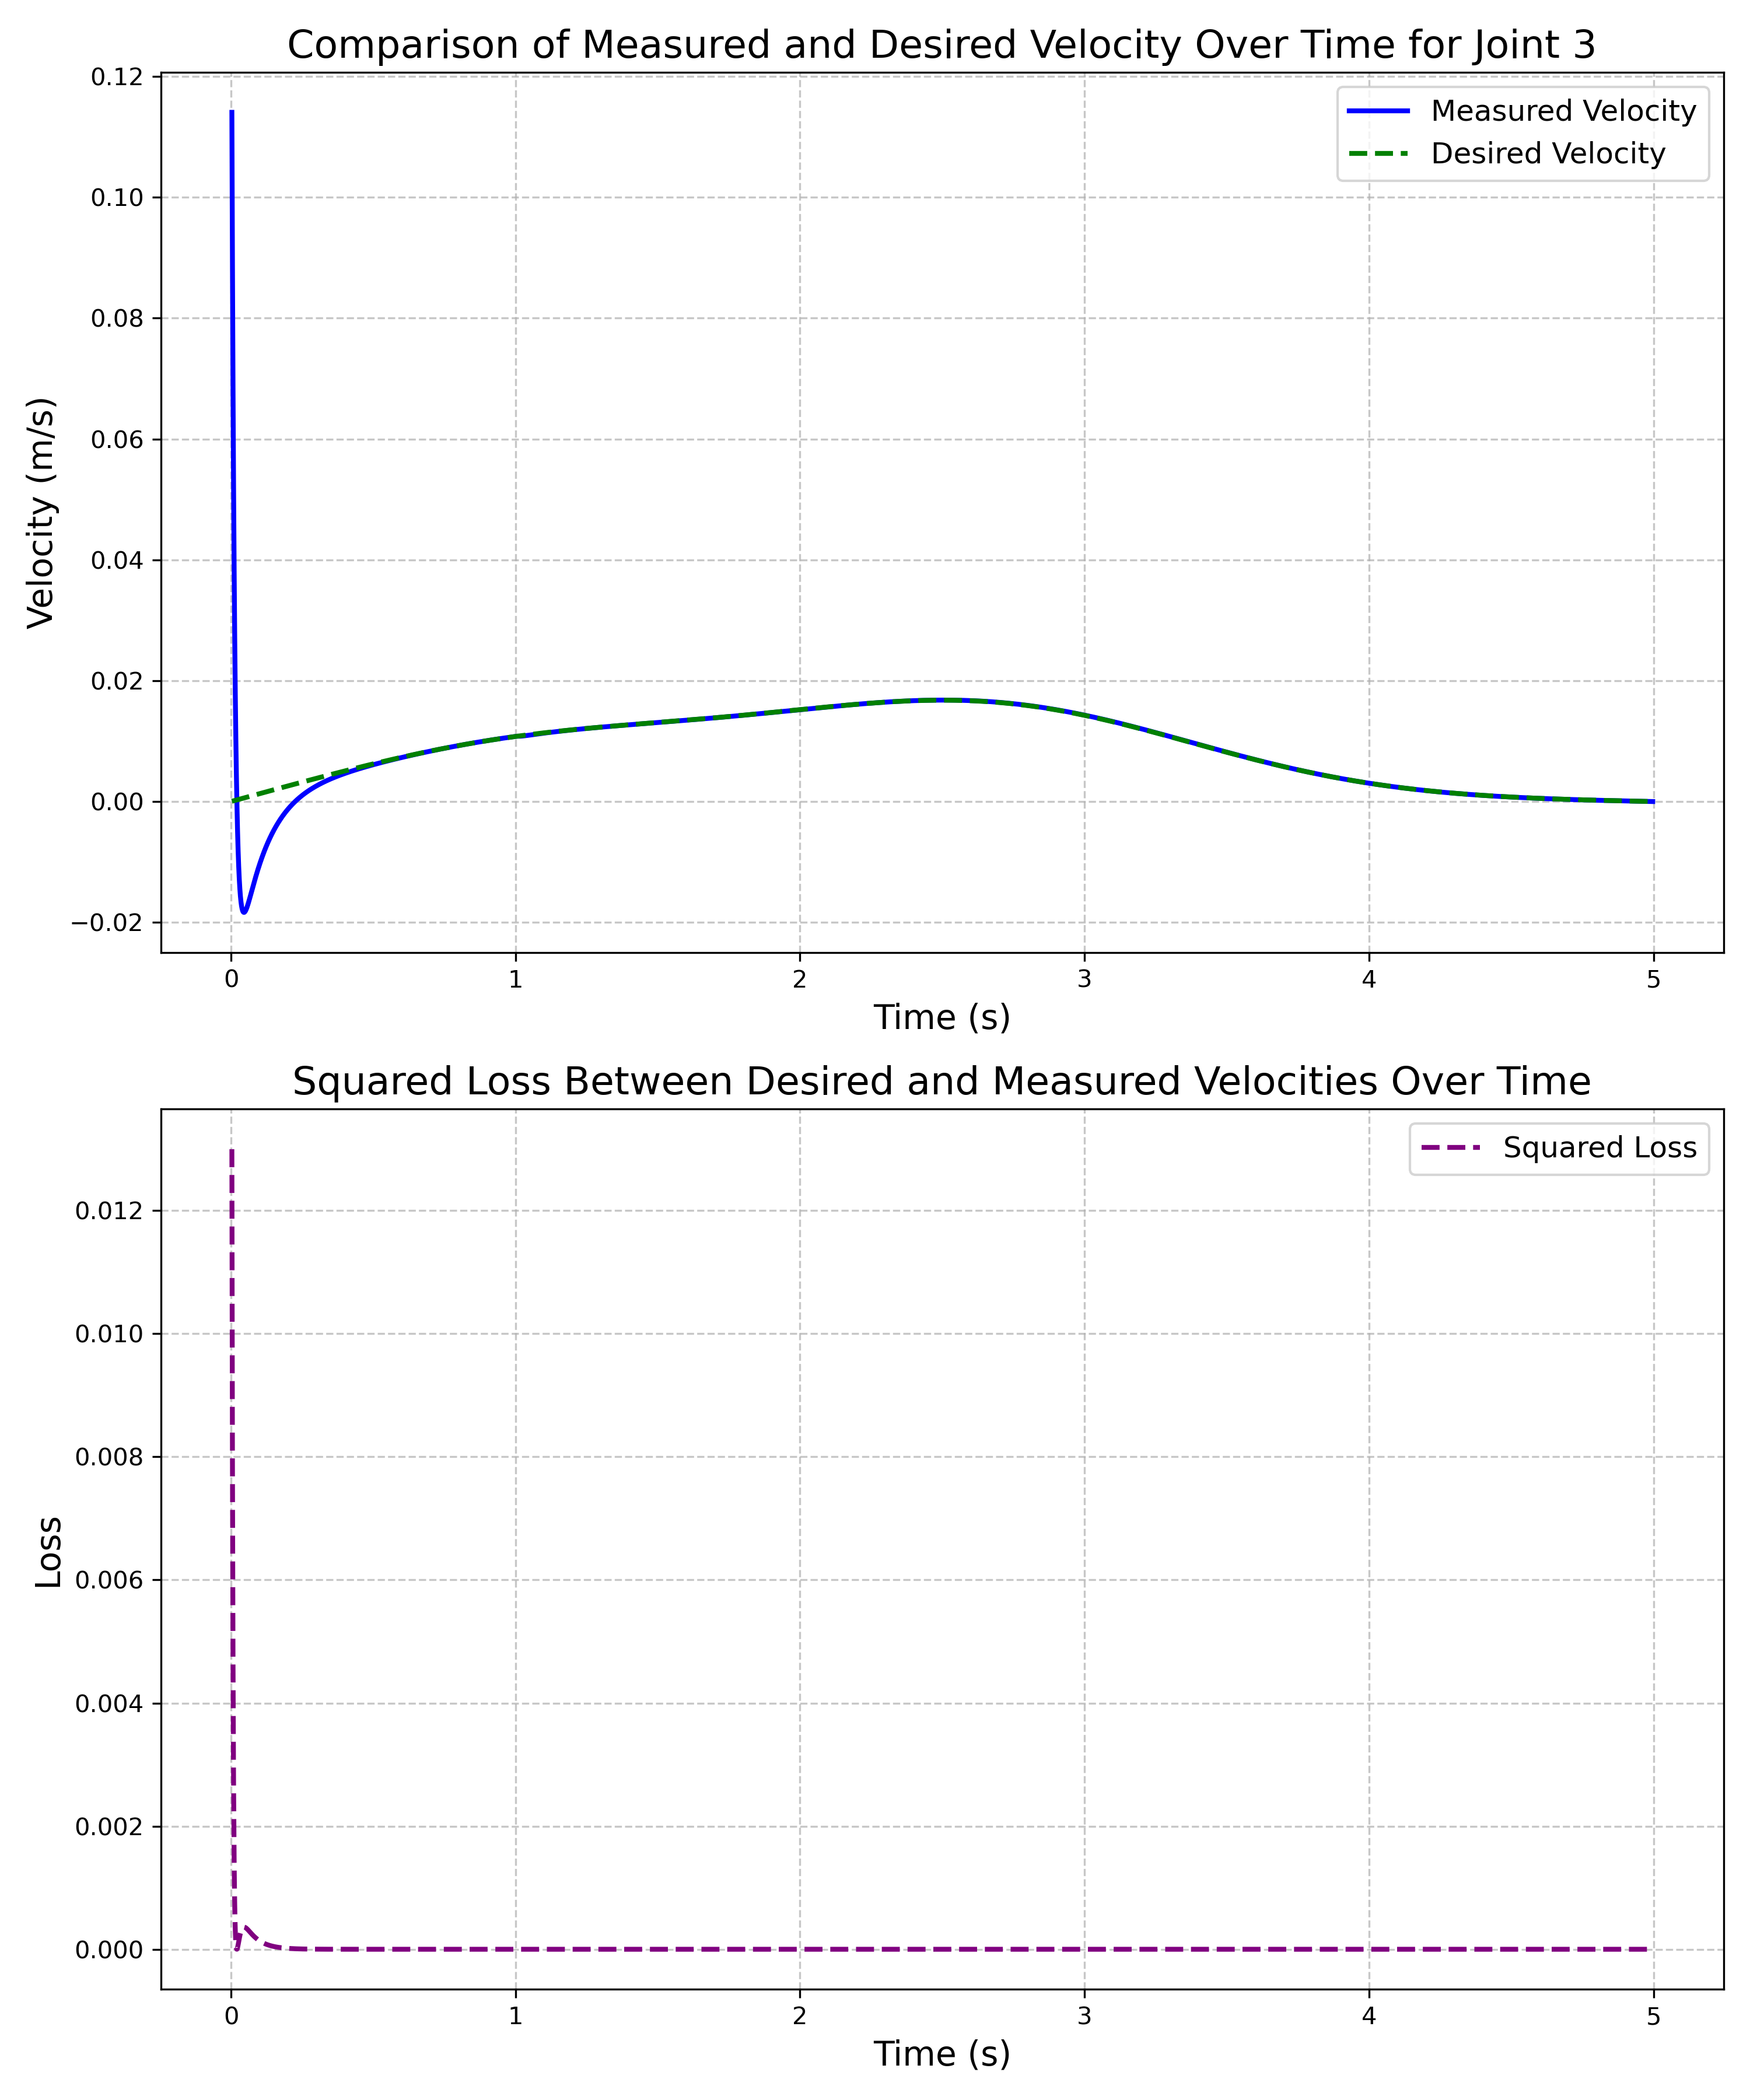 Comparison of Measured and Desired Velocity Over Time for Joint 3
0.12
0.10
0.08
0.06
0.04
0.02
0.00
−0.02
Velocity (m/s)
Measured Velocity
Desired Velocity
0 1 2 3 4 5
Time (s)
Squared Loss Between Desired and Measured Velocities Over Time
0.012
0.010
0.008
0.006
0.004
0.002
0.000
Loss
Squared Loss
0 1 2 3 4 5
Time (s)